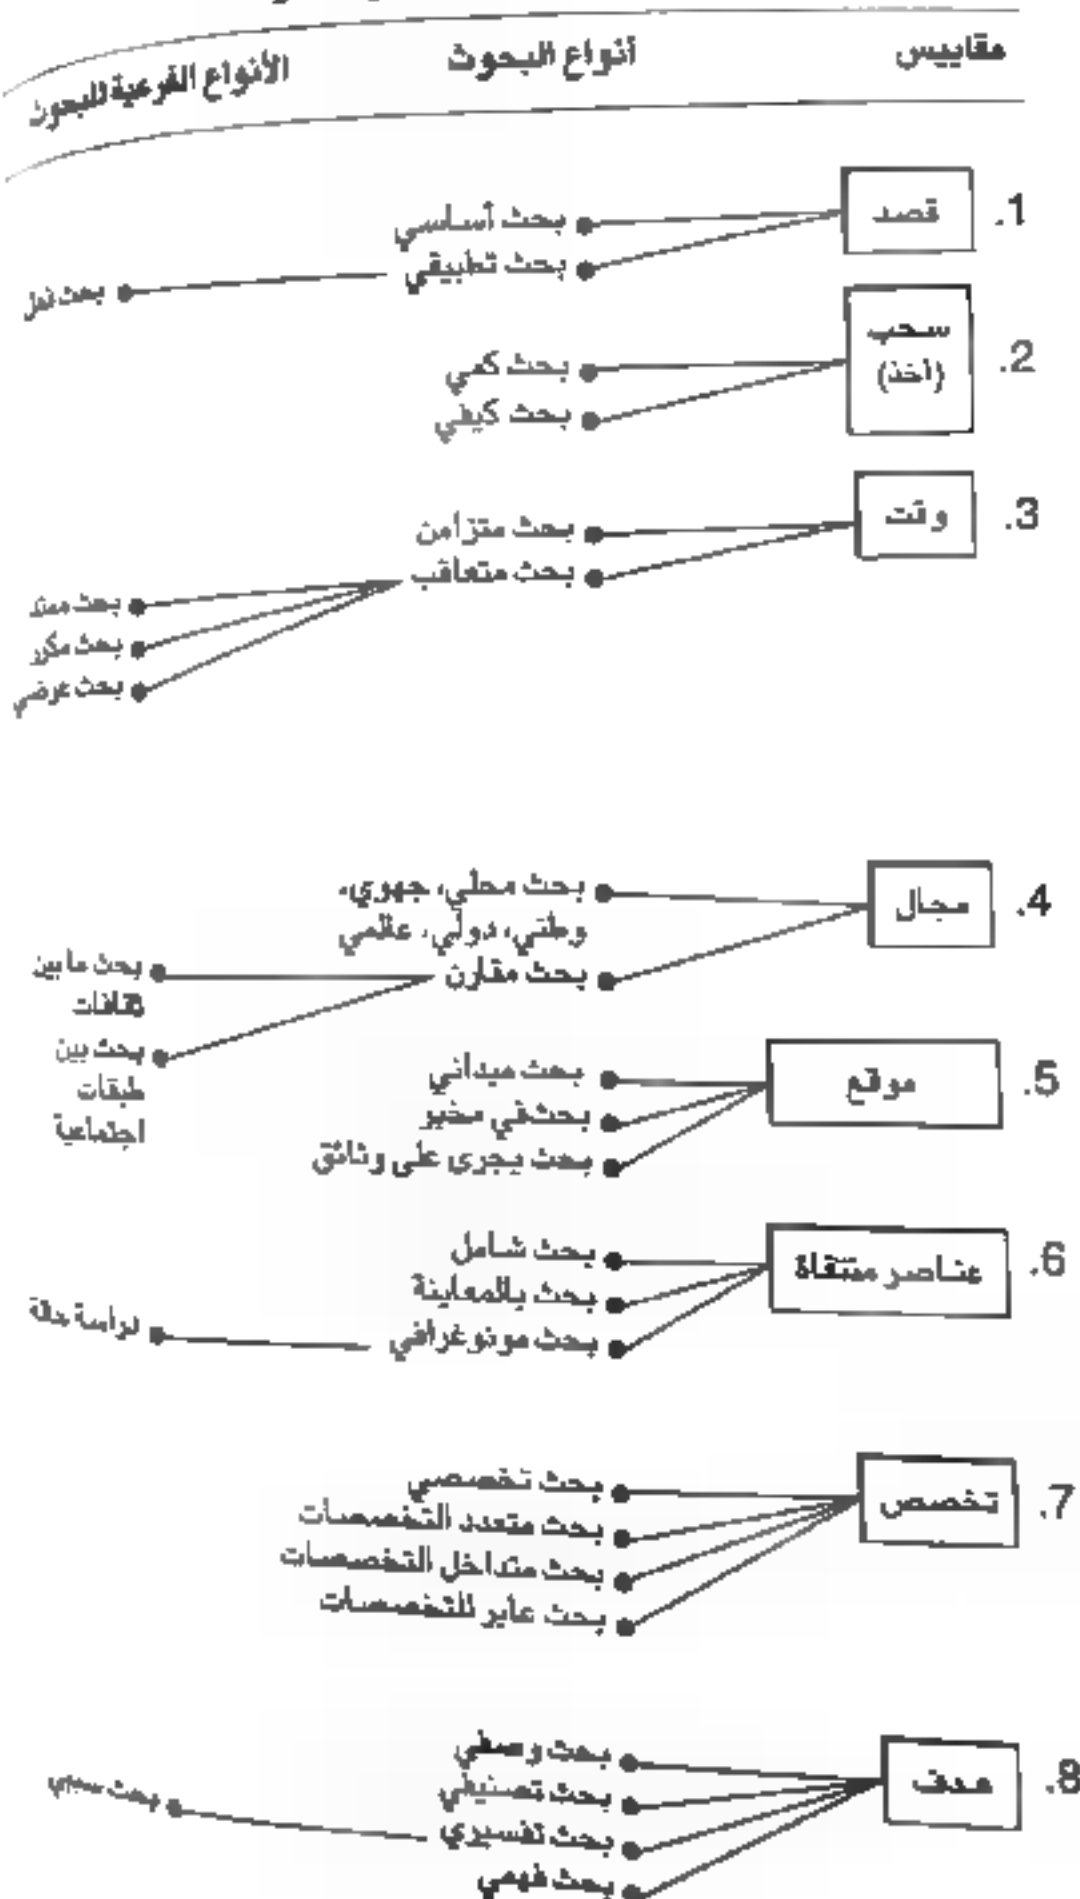 مقاييس أنواع البحوث الأنواع الفرعية للبحوث
1. قصد
بحث أساسي
بحث تطبيقي
بحث فعل
2. سحب
(أخذ)
بحث كمي
بحث كيفي
3. وقت
بحث متزامن
بحث متعاقب
بحث ممتد
بحث مكرر
بحث عرضي
4. مجال
بحث محلي، جهوي،
وطني، دولي، عالمي
بحث مقارن
بحث ما بين
ثقافات
بحث بين
طبقات
اجتماعية
5. موقع
بحث ميداني
بحث في مخبر
بحث يجرى على وثائق
6. عناصر منتقاة
بحث شامل
بحث بالمعاينة
بحث مونوغرافي
دراسة حالة
7. تخصص
بحث تخصصي
بحث متعدد التخصصات
بحث متداخل التخصصات
بحث عابر للتخصصات
8. هدف
بحث وصفي
بحث تصنيفي
بحث تفسيري
بحث فهمي
بحث سببي